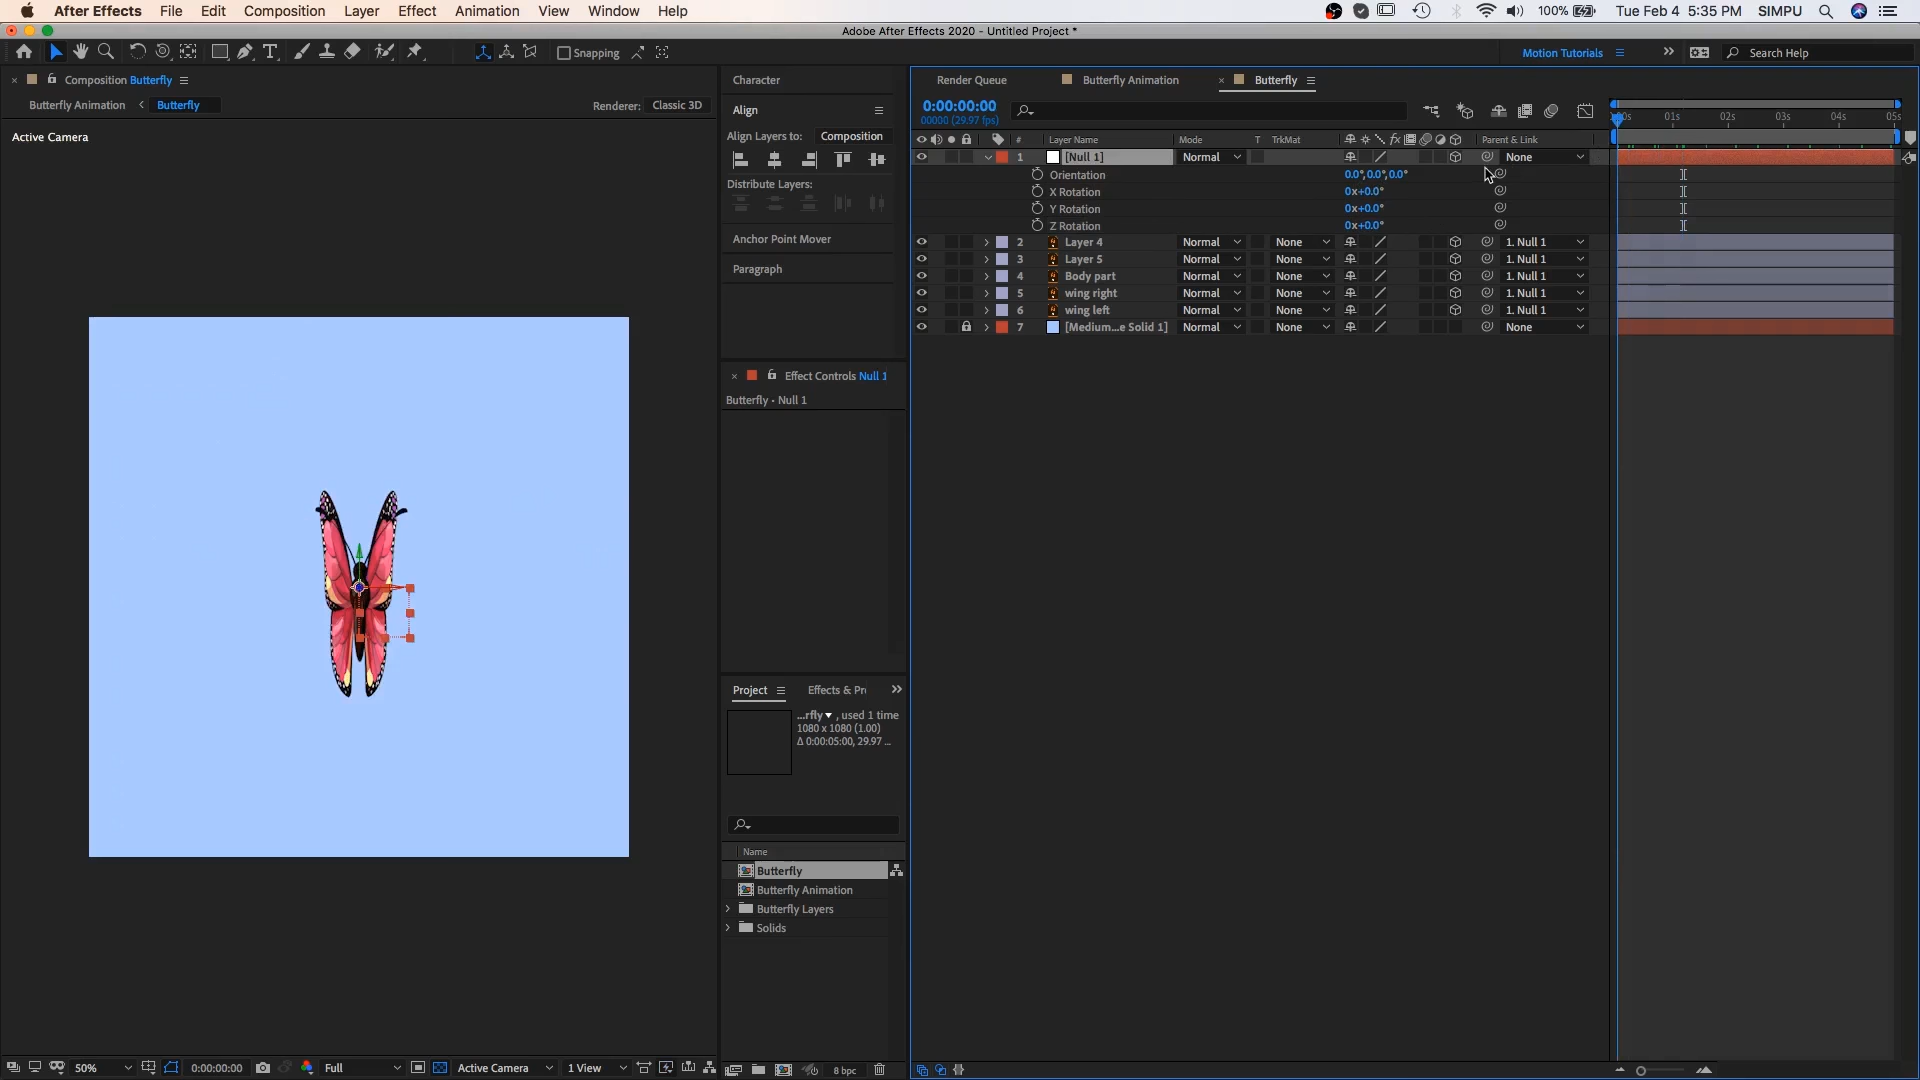 After Effects File Edit Composition Layer Effect Animation View Window Help 100% Tue Feb 4 5:35 PM SIMPU
Adobe After Effects 2020 - Untitled Project *
Snapping Motion Tutorials Search Help
Composition Butterfly
Butterfly Animation Butterfly Renderer: Classic 3D
Active Camera
Character
Align
Align Layers to: Composition
Distribute Layers:
Anchor Point Mover
Paragraph
Effect Controls Null 1
Butterfly • Null 1
Project Effects & Pr
...rfly , used 1 time
1080 x 1080 (1.00)
Δ 0:00:05:00, 29.97 ...
Name
Butterfly
Butterfly Animation
Butterfly Layers
Solids
8 bpc
Render Queue Butterfly Animation Butterfly
0:00:00:00
00000 (29.97 fps)
# Layer Name Mode T TrkMat fx Parent & Link
01s 02s 03s 04s 05s
1 [Null 1] Normal None
Orientation 0.0°,0.0°,0.0°
X Rotation 0x+0.0°
Y Rotation 0x+0.0°
Z Rotation 0x+0.0°
2 Layer 4 Normal None 1. Null 1
3 Layer 5 Normal None 1. Null 1
4 Body part Normal None 1. Null 1
5 wing right Normal None 1. Null 1
6 wing left Normal None 1. Null 1
7 [Medium...e Solid 1] Normal None None
50% 0:00:00:00 Full Active Camera 1 View